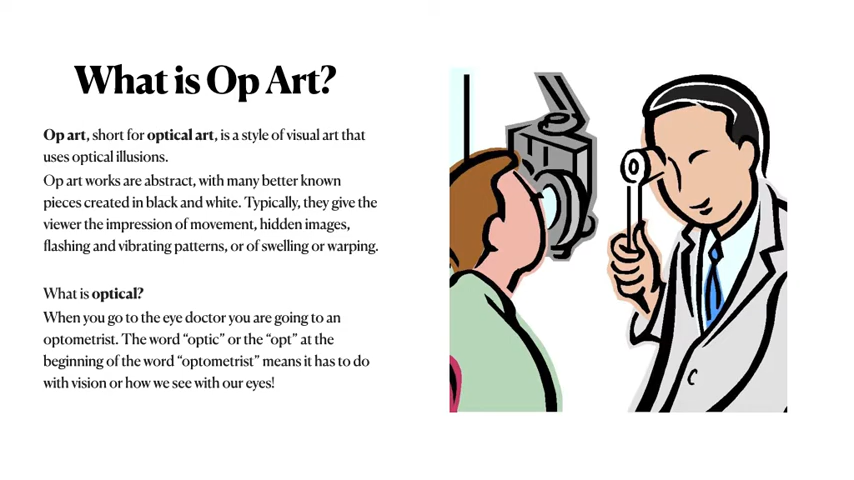 What is Op Art?
Op art, short for optical art, is a style of visual art that
uses optical illusions.
Op art works are abstract, with many better known
pieces created in black and white. Typically, they give the
viewer the impression of movement, hidden images,
flashing and vibrating patterns, or of swelling or warping.
What is optical?
When you go to the eye doctor you are going to an
optometrist. The word “optic” or the “opt” at the
beginning of the word “optometrist” means it has to do
with vision or how we see with our eyes!